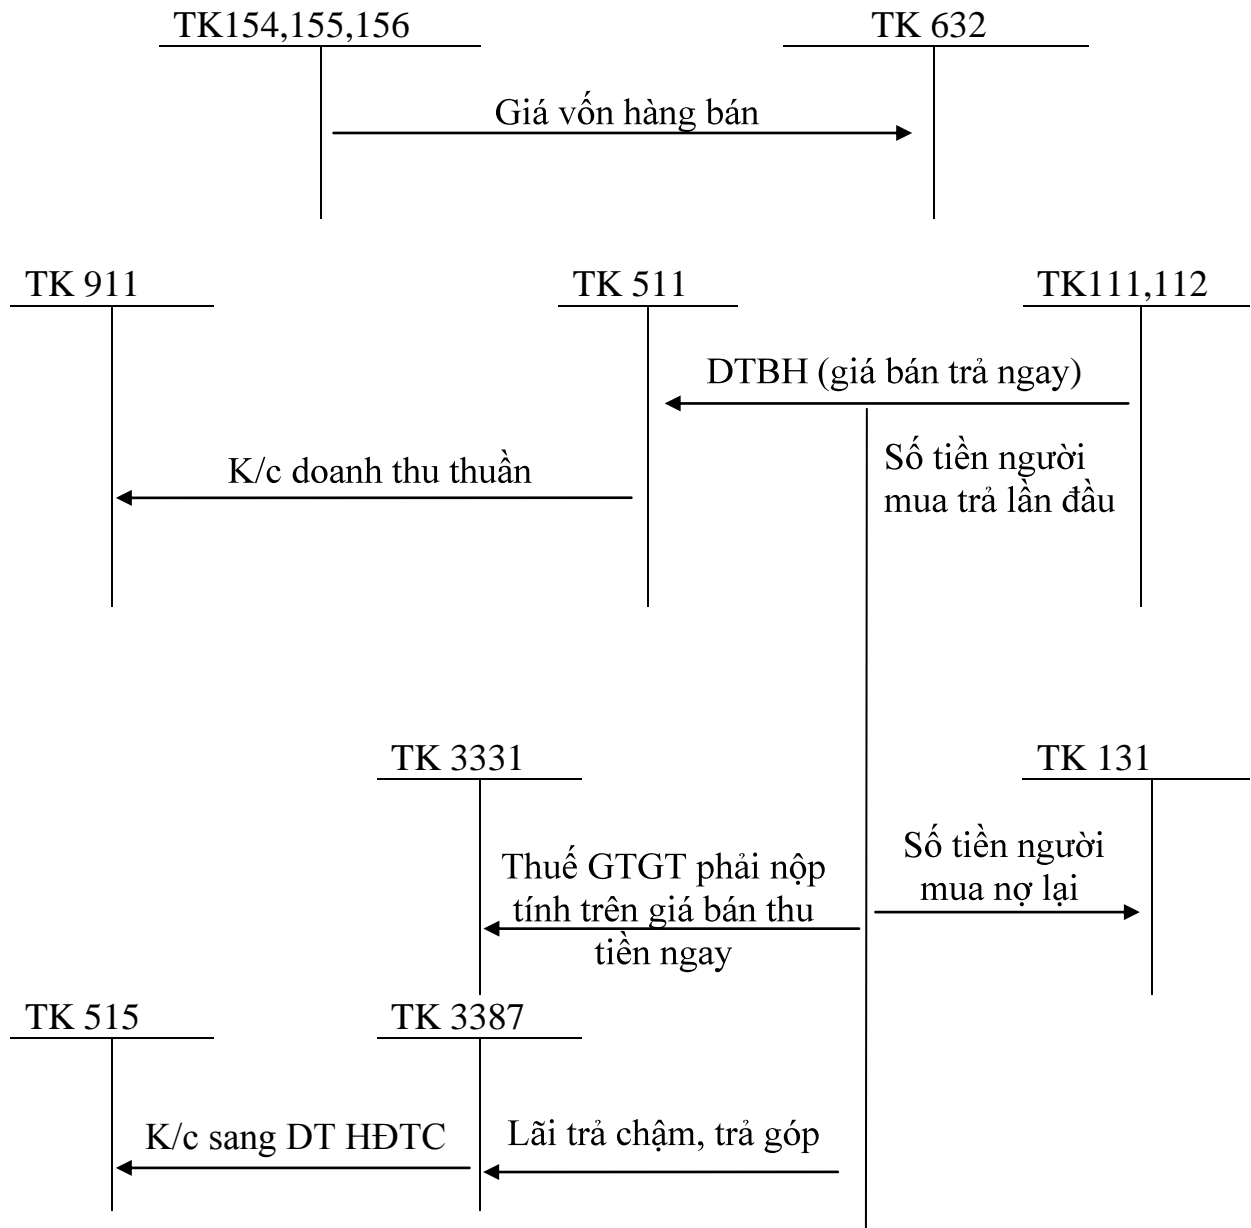 TK154,155,156
TK 632
Giá vốn hàng bán
TK 911
TK 511
TK111,112
DTBH (giá bán trả ngay)
K/c doanh thu thuần
Số tiền người
mua trả lần đầu
TK 3331
TK 131
Thuế GTGT phải nộp
tính trên giá bán thu
tiền ngay
Số tiền người
mua nợ lại
TK 515
TK 3387
K/c sang DT HĐTC
Lãi trả chậm, trả góp